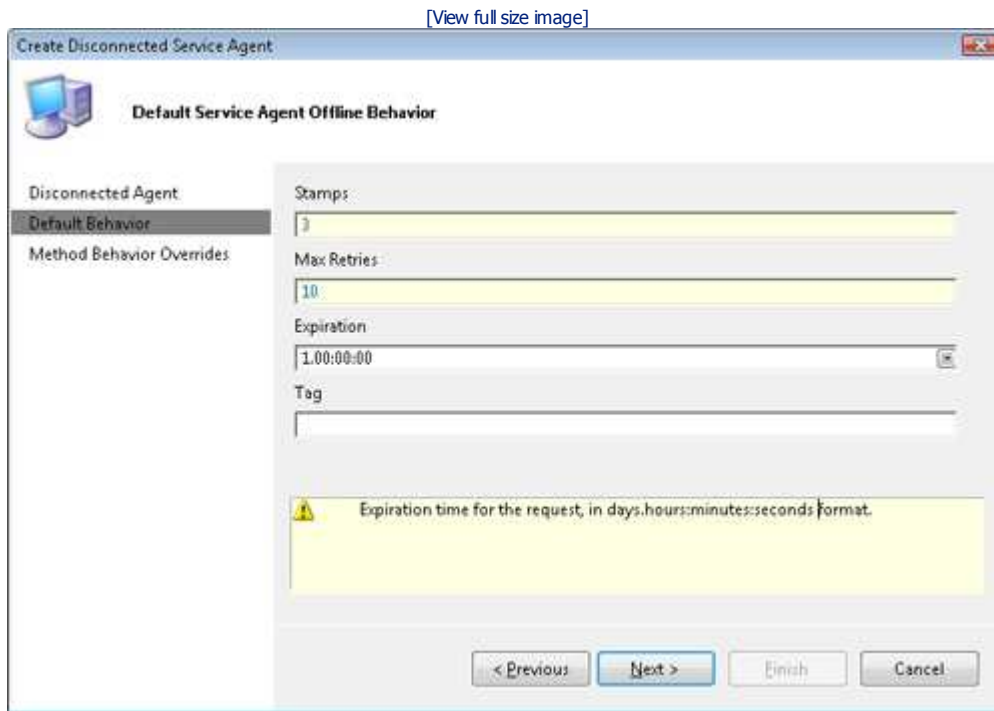 [View full size image]
Create Disconnected Service Agent
Default Service Agent Offline Behavior
Disconnected Agent
Default Behavior
Method Behavior Overrides
Stamps
3
Max Retries
10
Expiration
1.00:00:00
Tag
Expiration time for the request, in days.hours:minutes:seconds format.
< Previous
Next >
Finish
Cancel